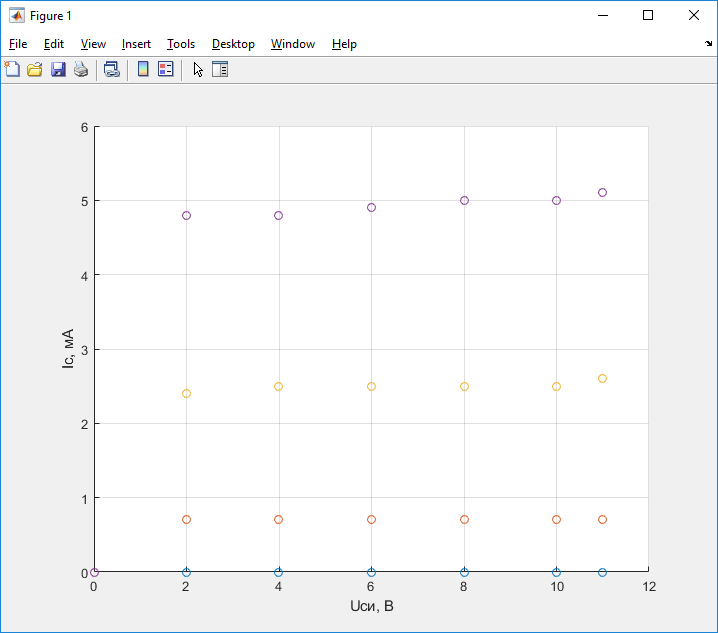 Figure 1
File Edit View Insert Tools Desktop Window Help
6
5
4
3
2
1
0
Ic, мА
0 2 4 6 8 10 12
Uси, В